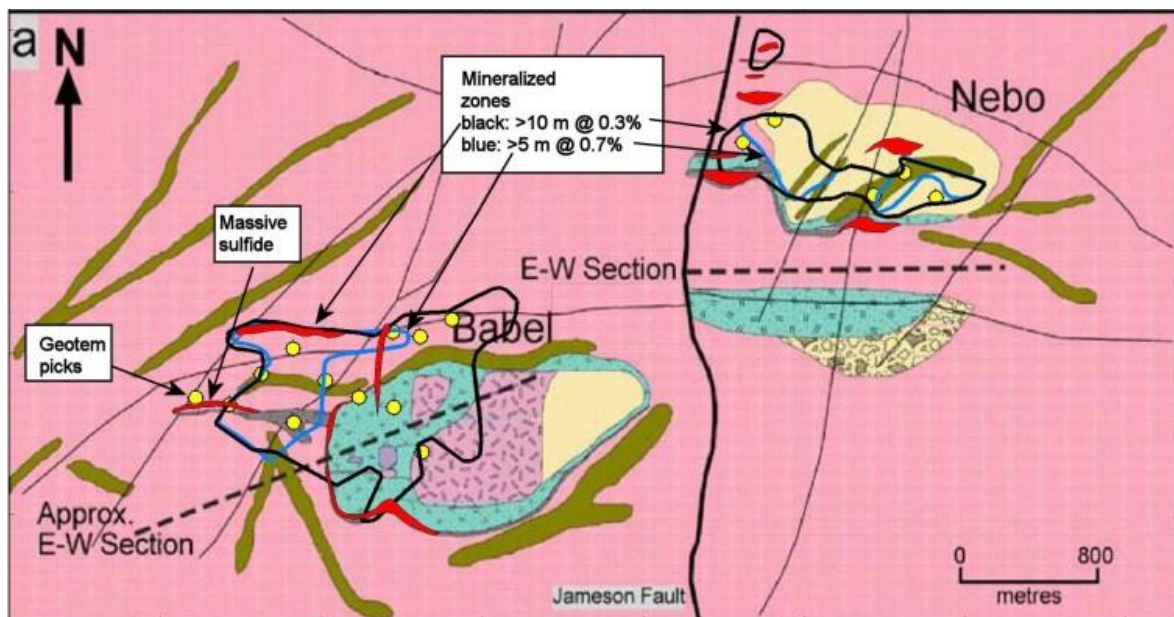 a
N
Mineralized
zones
black: >10 m @ 0.3%
blue: >5 m @ 0.7%
Nebo
Massive
sulfide
E-W Section
Geotem
picks
Babel
Approx.
E-W Section
0 800
metres
Jameson Fault